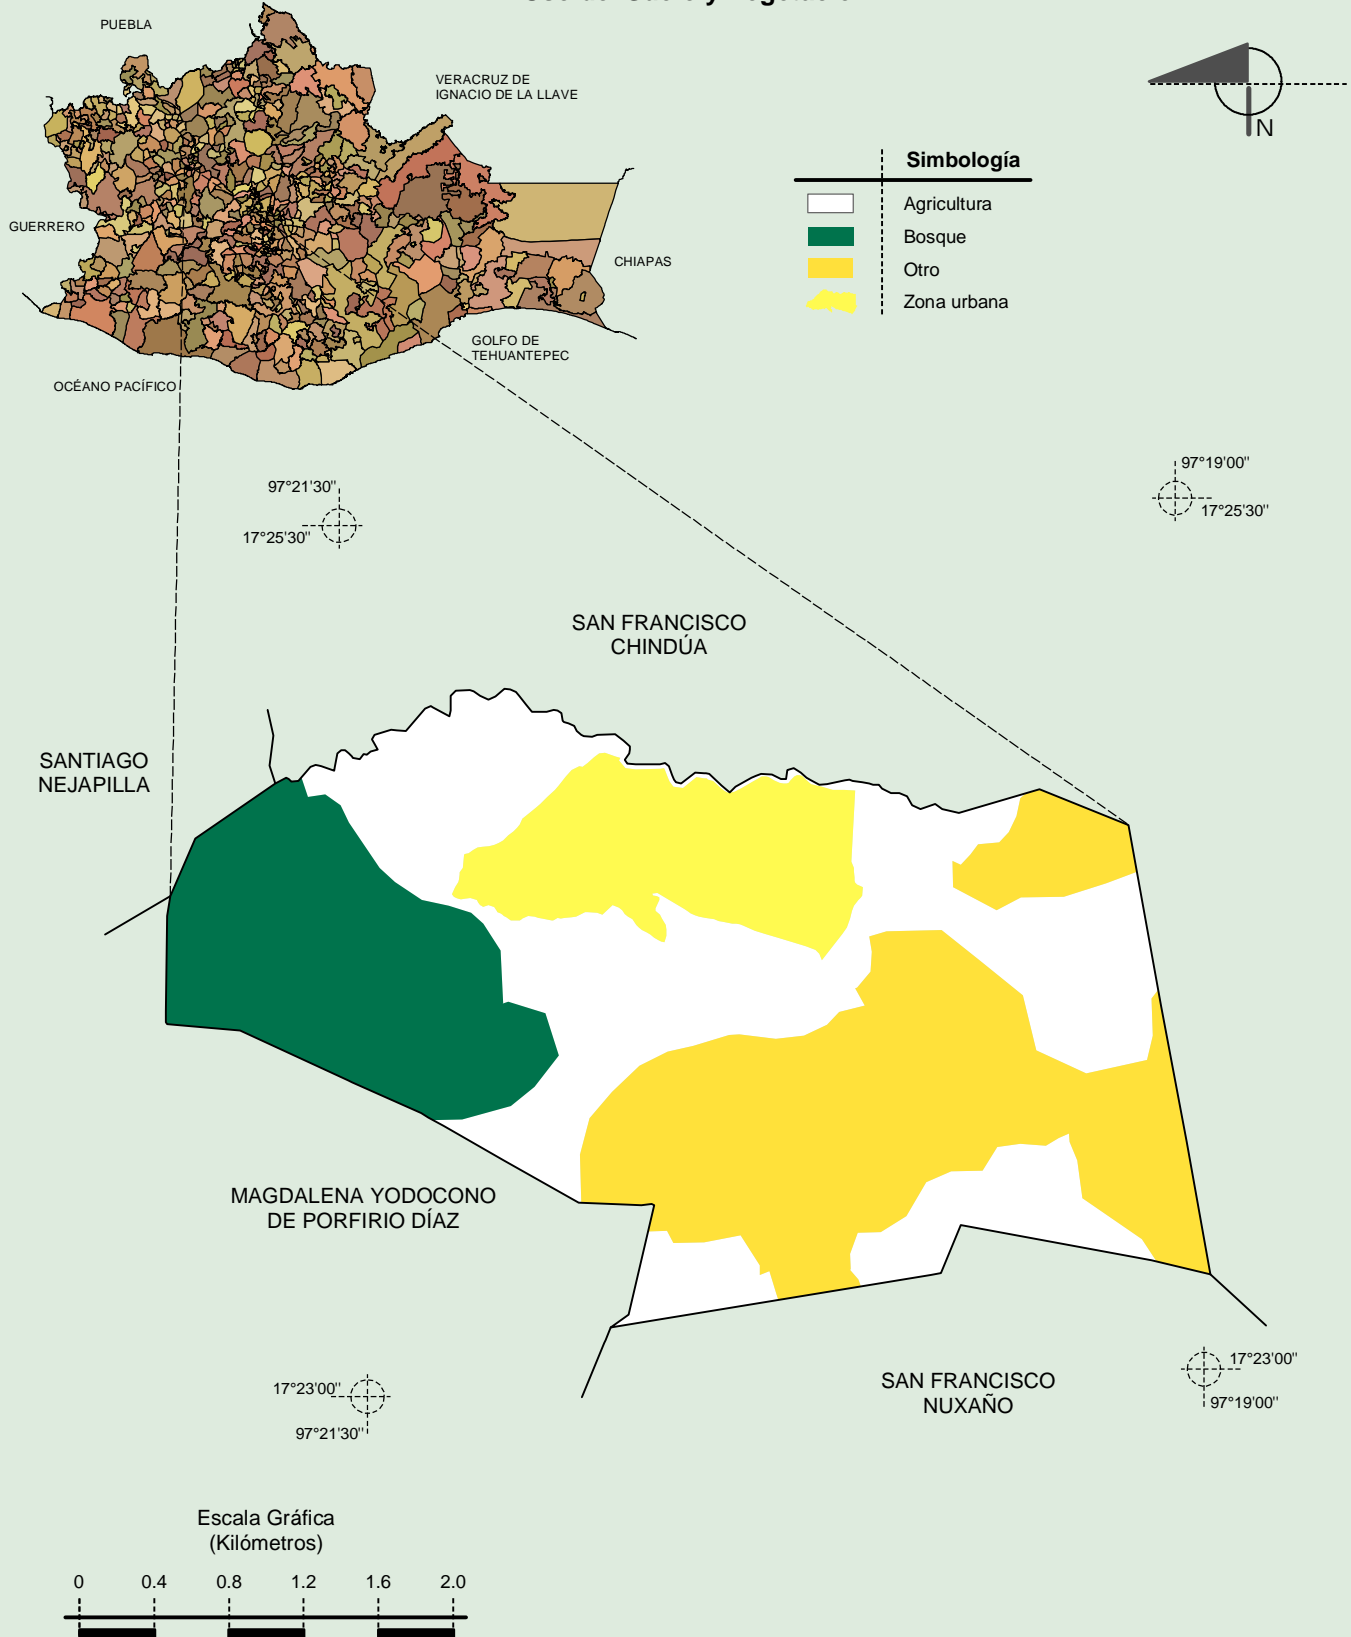 PUEBLA
VERACRUZ DE
IGNACIO DE LA LLAVE
GUERRERO
CHIAPAS
GOLFO DE
TEHUANTEPEC
OCÉANO PACÍFICO
N
Simbología
Agricultura
Bosque
Otro
Zona urbana
97°21'30"
17°25'30"
97°19'00"
17°25'30"
SAN FRANCISCO
CHINDÚA
SANTIAGO
NEJAPILLA
MAGDALENA YODOCONO
DE PORFIRIO DÍAZ
SAN FRANCISCO
NUXAÑO
17°23'00"
97°21'30"
17°23'00"
97°19'00"
Escala Gráfica
(Kilómetros)
0 0.4 0.8 1.2 1.6 2.0